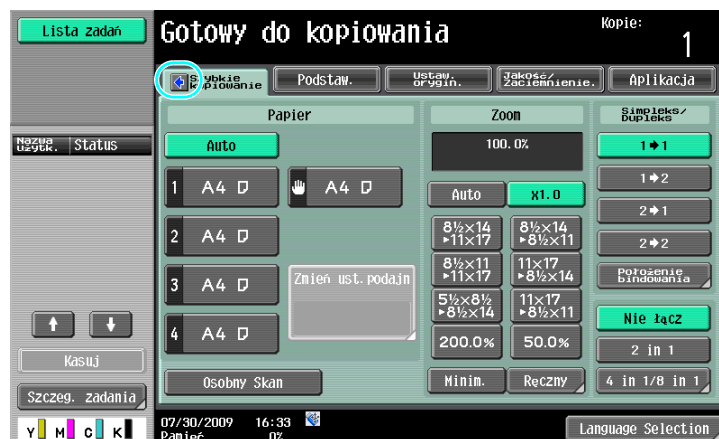 Lista zadań
Gotowy do kopiowania
Kopie:
1
Szybkie
kopiowanie
Podstaw.
Ustaw.
orygin.
Jakość/
Zaciemnienie.
Aplikacja
Nazwa
Użytk.
Status
Papier
Auto
1 A4
A4
2 A4
3 A4
4 A4
Zmień ust.podajn
Osobny Skan
Zoom
100.0%
Auto
x1.0
8½×14
▸11×17
8½×14
▸8½×11
8½×11
▸11×17
11×17
▸8½×14
5½×8½
▸8½×14
11×17
▸8½×11
200.0%
50.0%
Minim.
Ręczny
Simpleks/
Dupleks
1➧1
1➧2
2➧1
2➧2
Położenie
bindowania
Nie łącz
2 in 1
4 in 1/8 in 1
Kasuj
Szczeg. zadania
Y M C K
07/30/2009 16:33
Pamięć 0%
Language Selection